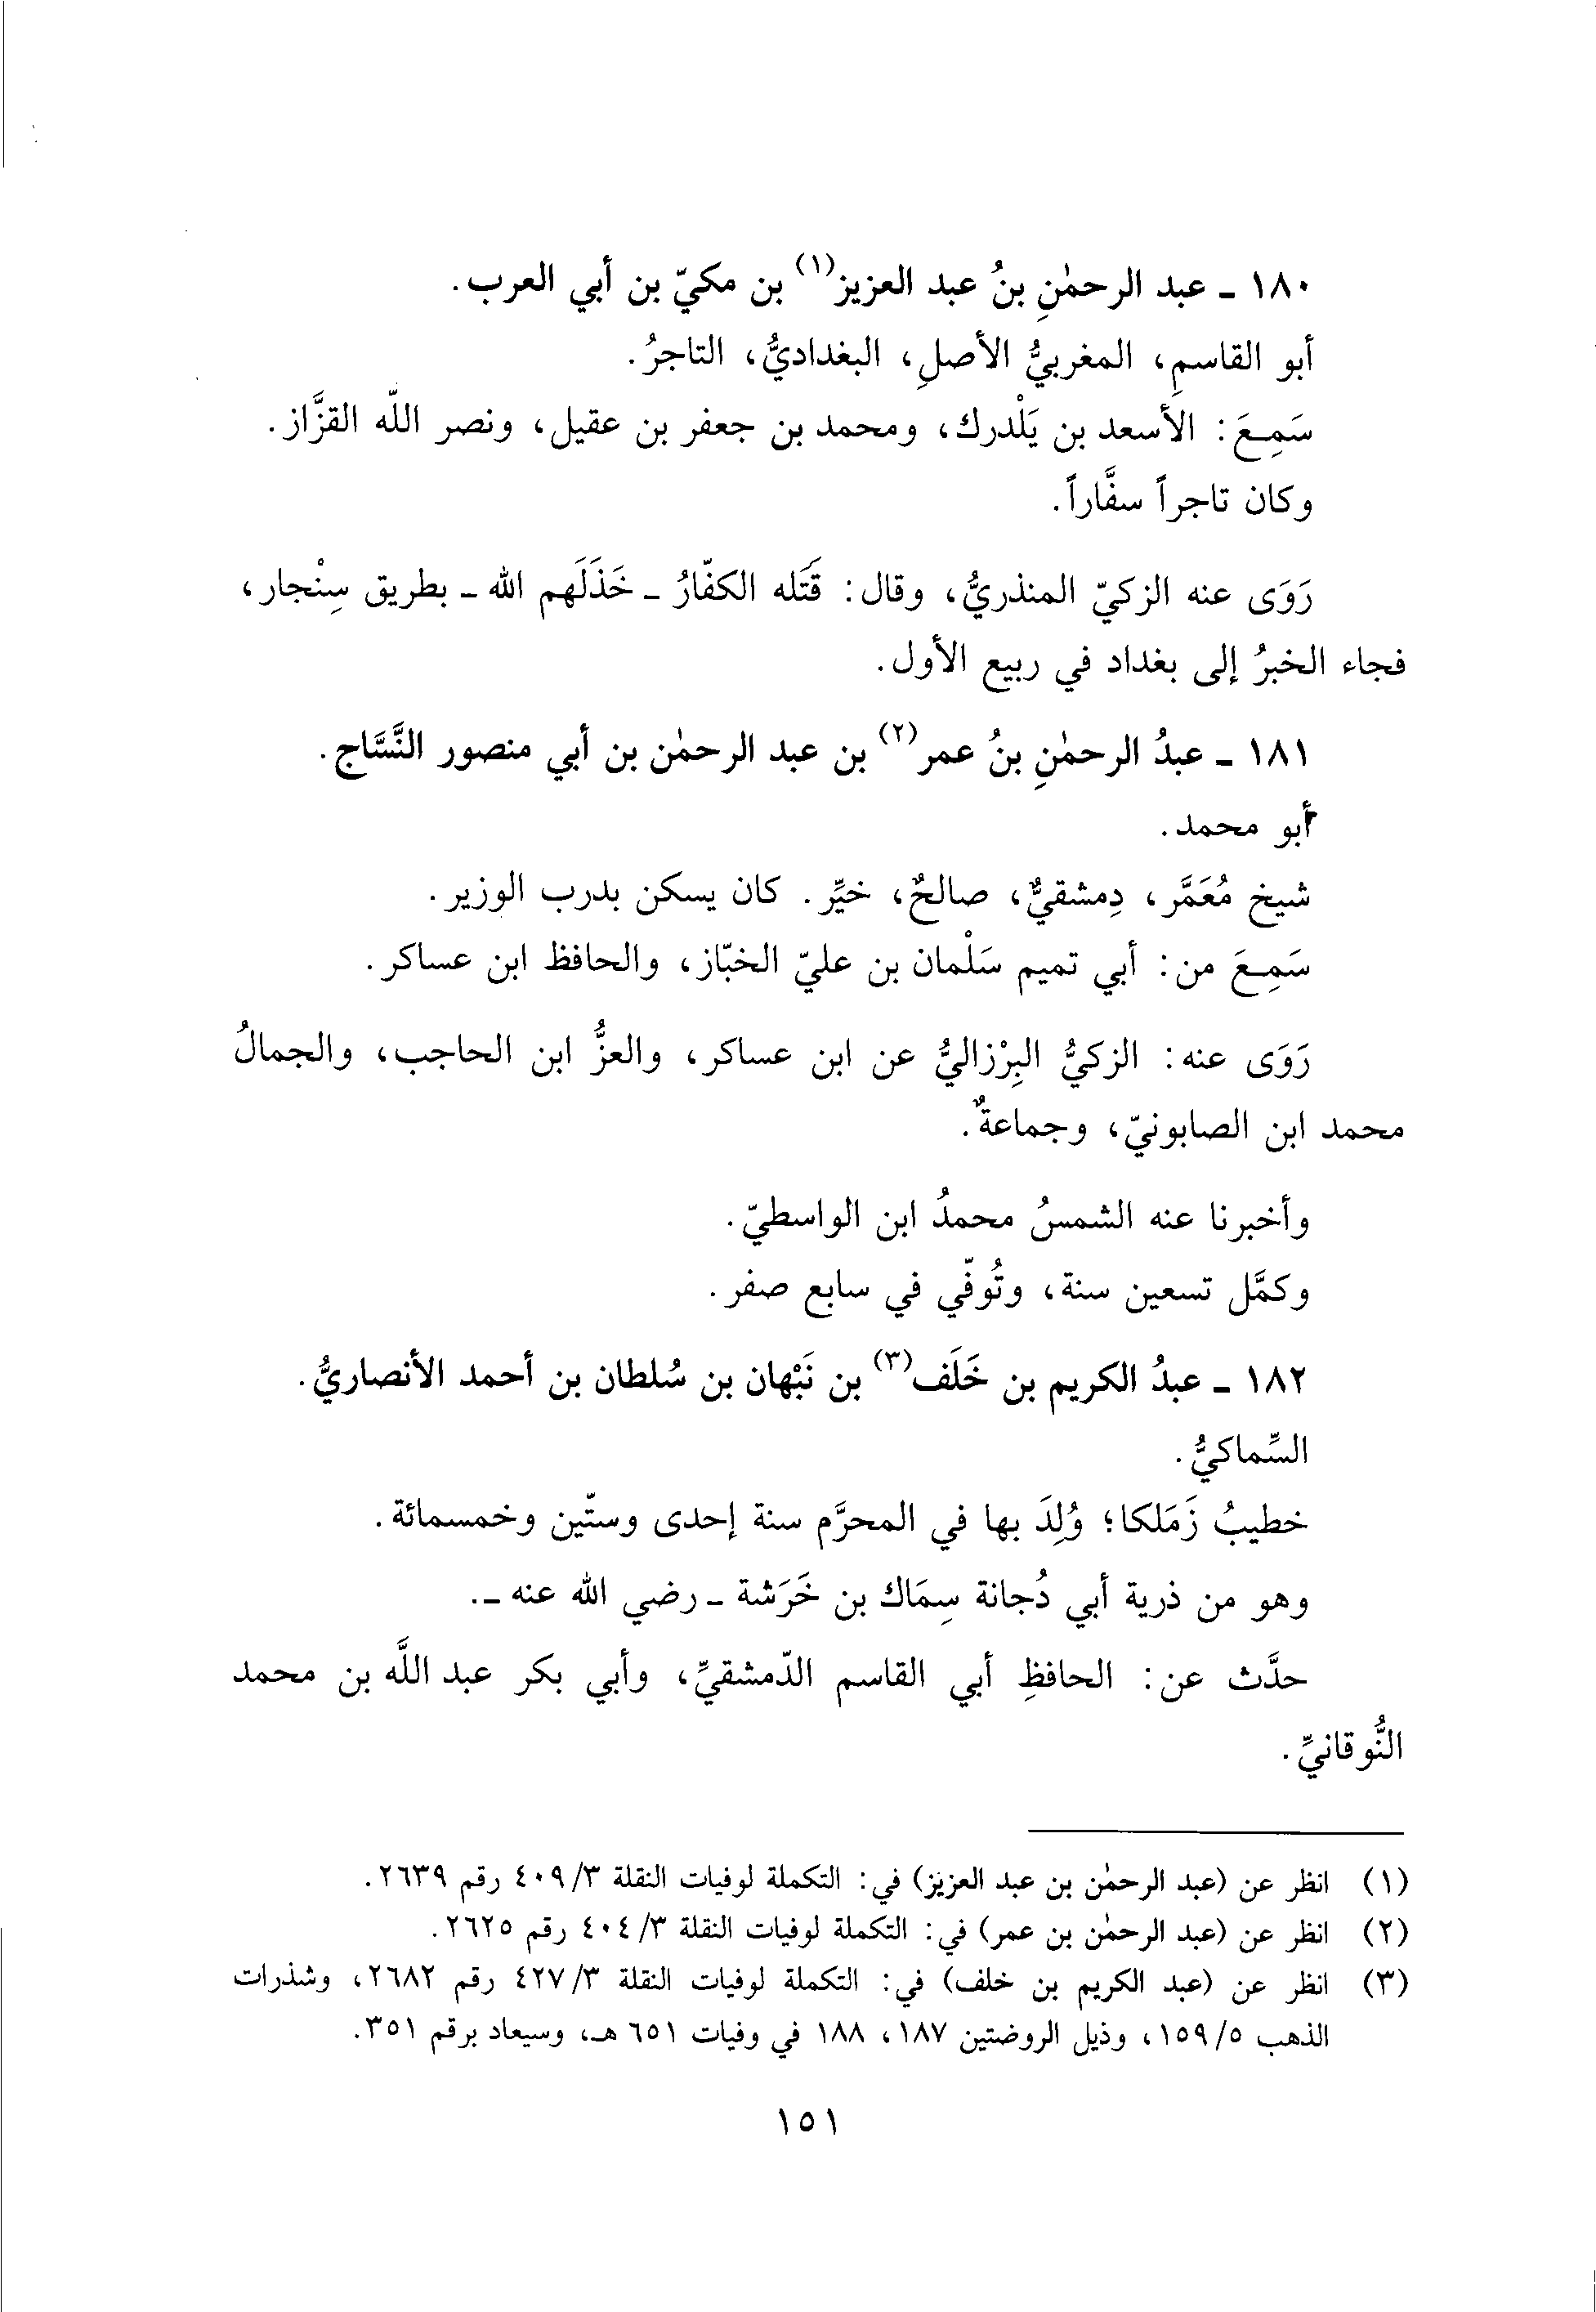 ١٨٠ ـ عبد الرحمٰنِ بنُ عبد العزيز(١) بن مكيّ بن أبي العرب.
أبو القاسمِ، المغربيُّ الأصلِ، البغداديُّ، التاجرُ.
سَمِعَ: الأسعد بن يَلْدرك، ومحمد بن جعفر بن عقيل، ونصر اللّه القزَّاز.
وكان تاجراً سفَّاراً.
رَوَى عنه الزكيّ المنذريُّ، وقال: قَتَله الكفّارُ ـ خَذَلَهم الله ـ بطريق سِنْجار،
فجاء الخبرُ إلى بغداد في ربيع الأول.
١٨١ ـ عبدُ الرحمٰنِ بنُ عمر(٢) بن عبد الرحمٰن بن أبي منصور النَّسَّاج.
أبو محمد.
شيخ مُعَمَّر، دِمشقيٌّ، صالحٌ، خيِّر. كان يسكن بدرب الوزير.
سَمِعَ من: أبي تميم سَلْمان بن عليّ الخبّاز، والحافظ ابن عساكر.
رَوَى عنه: الزكيُّ البِرْزاليُّ عن ابن عساكر، والعزُّ ابن الحاجب، والجمالُ
محمد ابن الصابونيّ، وجماعةٌ.
وأخبرنا عنه الشمسُ محمدُ ابن الواسطيّ.
وكمَّل تسعين سنة، وتُوفّي في سابع صفر.
١٨٢ ـ عبدُ الكريم بن خَلَف(٣) بن نَبْهان بن سُلطان بن أحمد الأنصاريُّ.
السِّماكيُّ.
خطيبُ زَمَلكا؛ وُلِدَ بها في المحرَّم سنة إحدى وستّين وخمسمائة.
وهو من ذرية أبي دُجانة سِمَاك بن خَرَشة ـ رضي الله عنه ـ.
حدَّث عن: الحافظِ أبي القاسم الدّمشقيِّ، وأبي بكر عبد اللَّه بن محمد
النُّوقانيِّ.
(١) انظر عن (عبد الرحمٰن بن عبد العزيز) في: التكملة لوفيات النقلة ٤٠٩/٣ رقم ٢٦٣٩.
(٢) انظر عن (عبد الرحمٰن بن عمر) في: التكملة لوفيات النقلة ٤٠٤/٣ رقم ٢٦٢٥.
(٣) انظر عن (عبد الكريم بن خلف) في: التكملة لوفيات النقلة ٤٢٧/٣ رقم ٢٦٨٢، وشذرات
الذهب ١٥٩/٥، وذيل الروضتين ١٨٧، ١٨٨ في وفيات ٦٥١ هـ، وسيعاد برقم ٣٥١.
١٥١